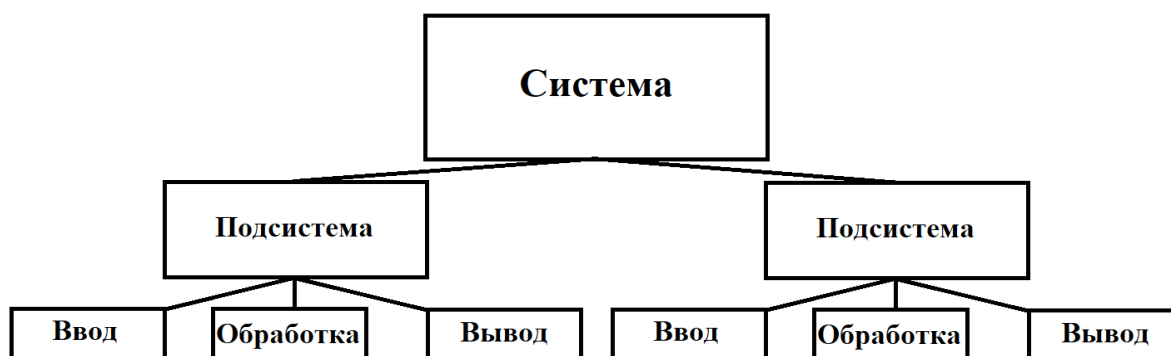 Система
Подсистема
Подсистема
Ввод
Обработка
Вывод
Ввод
Обработка
Вывод